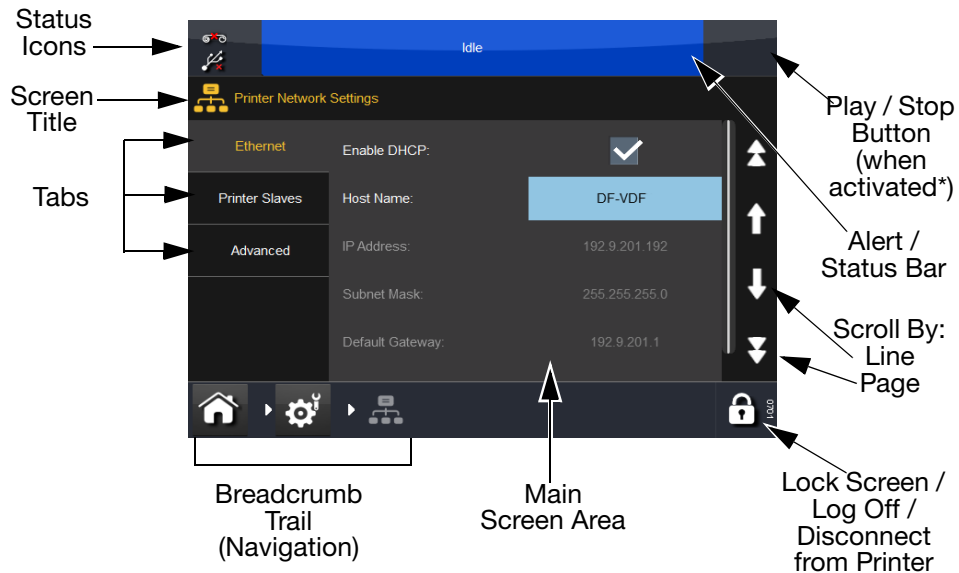 Status
Icons
Idle
Screen
Title
Printer Network Settings
Play / Stop
Button
(when
activated*)
Tabs
Ethernet
Enable DHCP:
Printer Slaves
Host Name:
DF-VDF
Advanced
IP Address:
192.9.201.192
Alert /
Status Bar
Subnet Mask:
255.255.255.0
Default Gateway:
192.9.201.1
Scroll By:
Line
Page
0701
Breadcrumb
Trail
(Navigation)
Main
Screen Area
Lock Screen /
Log Off /
Disconnect
from Printer